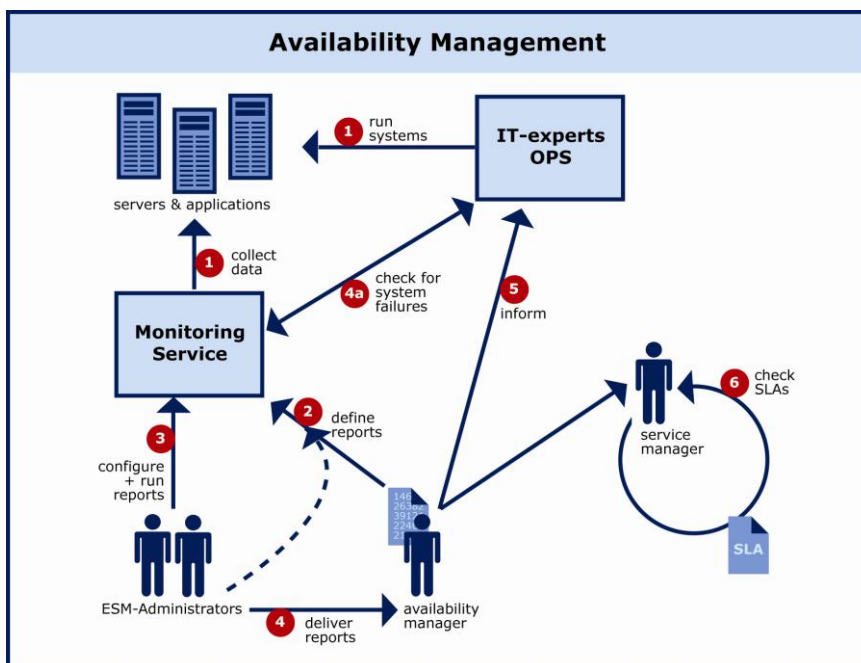 Availability Management
1
run
systems
IT-experts
OPS
servers & applications
1
collect
data
4a
check for
system
failures
5
inform
Monitoring
Service
6
check
SLAs
2
define
reports
3
configure
+ run
reports
service
manager
SLA
ESM-Administrators
4
deliver
reports
availability
manager